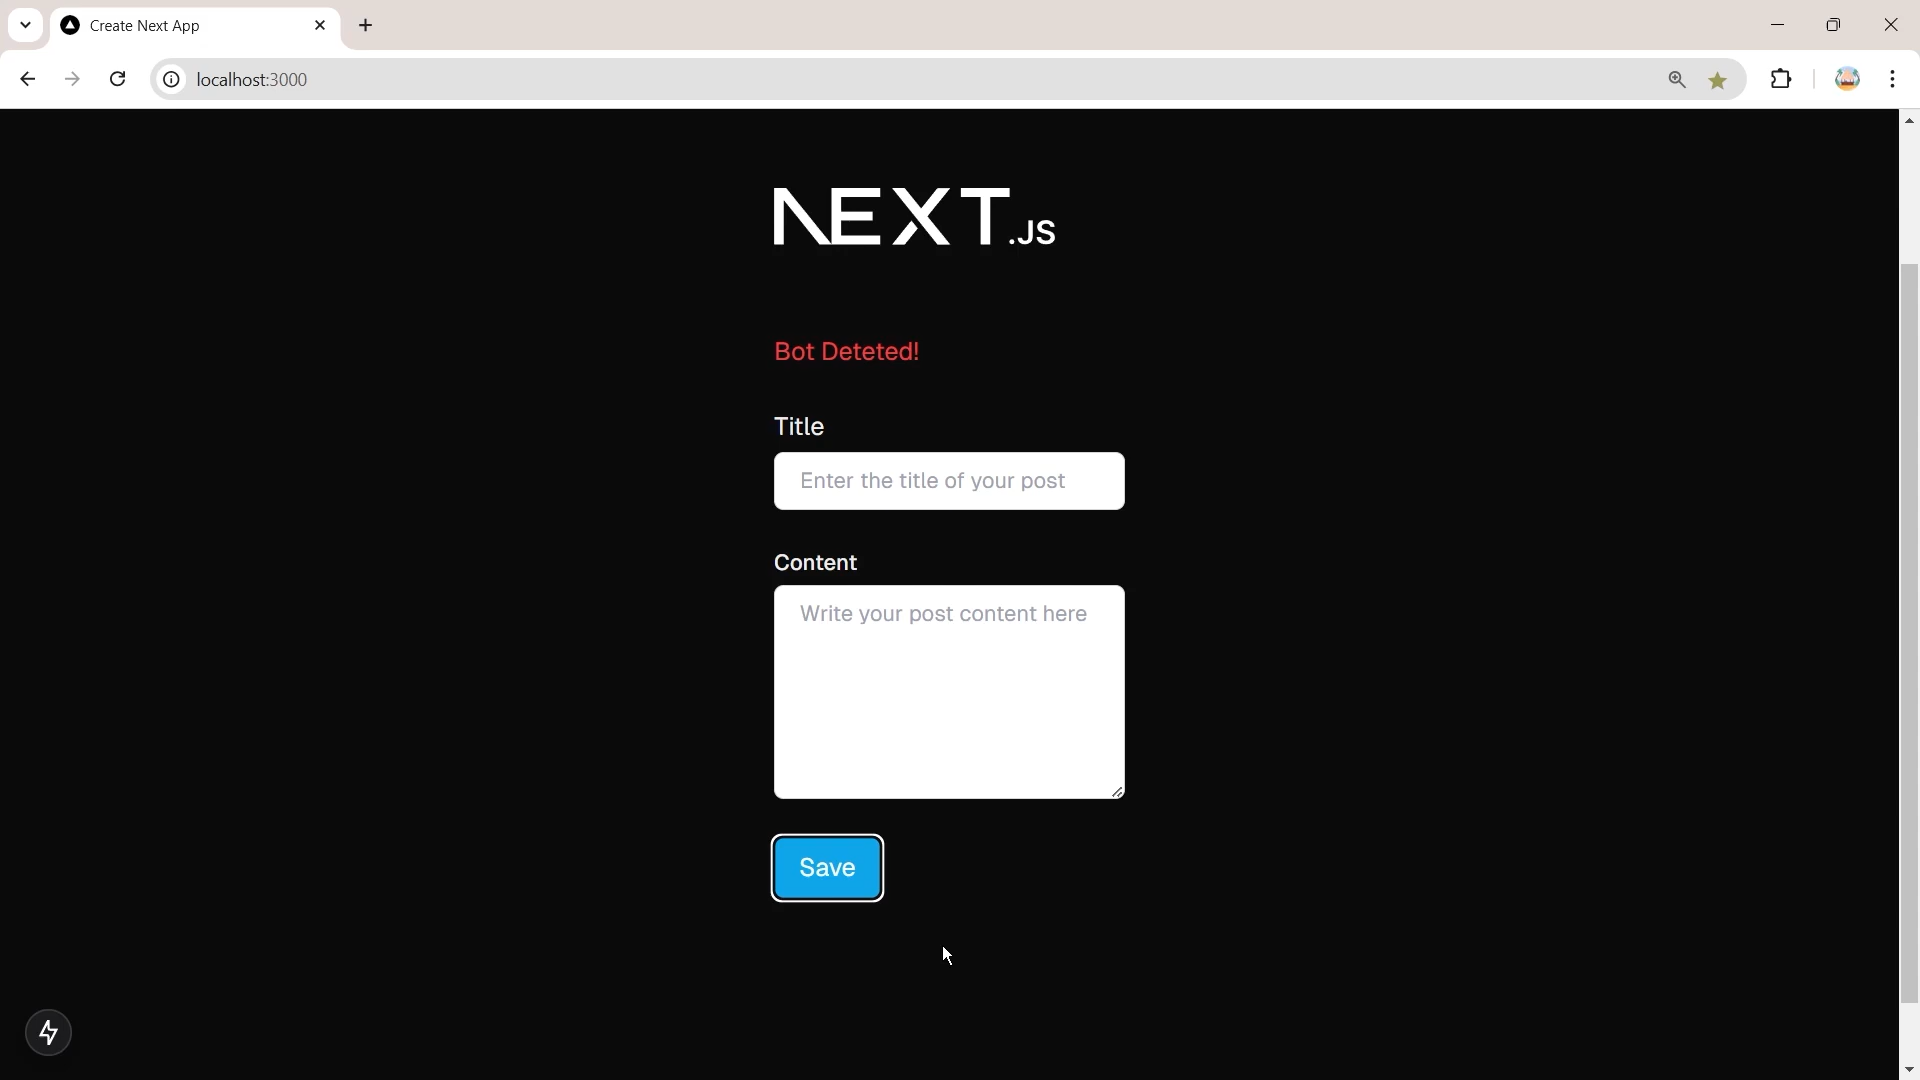 Create Next App
localhost:3000
NEXT.JS
Bot Deteted!
Title
Enter the title of your post
Content
Write your post content here
Save